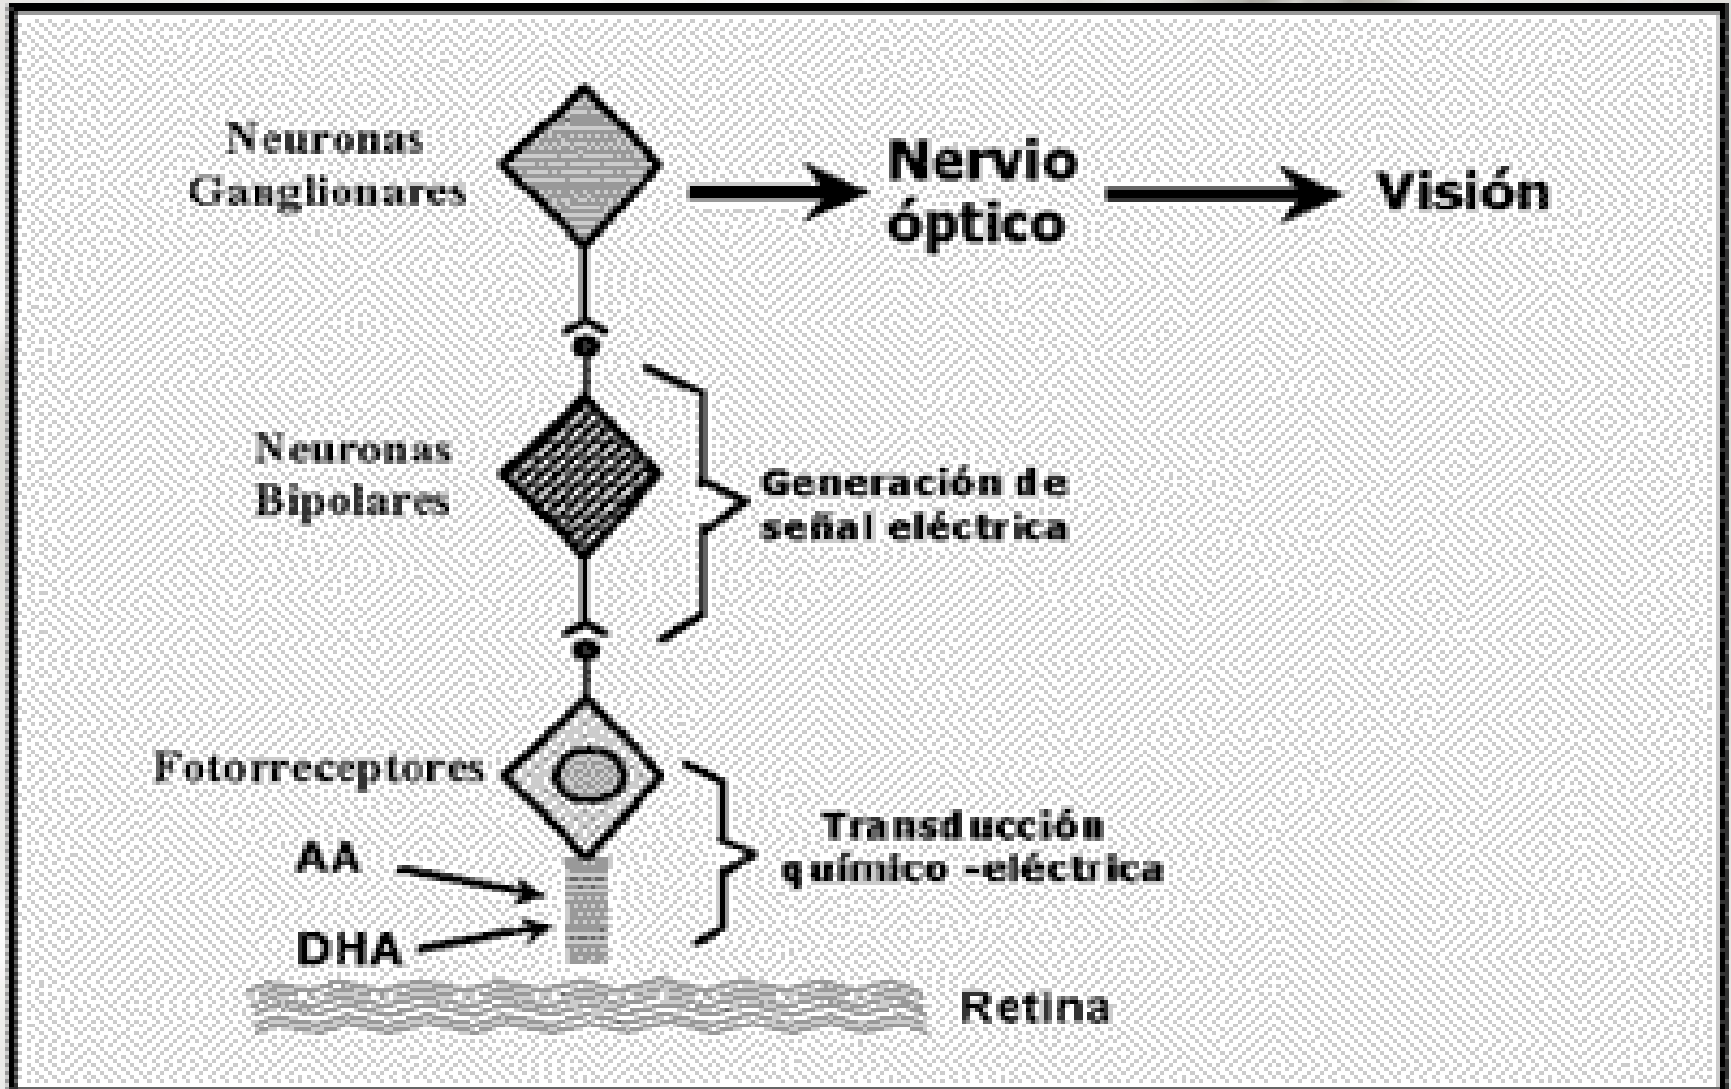 Neuronas
Ganglionares
Nervio
óptico
Visión
Neuronas
Bipolares
Generación de
señal eléctrica
Fotorreceptores
Transducción
químico -eléctrica
AA
DHA
Retina